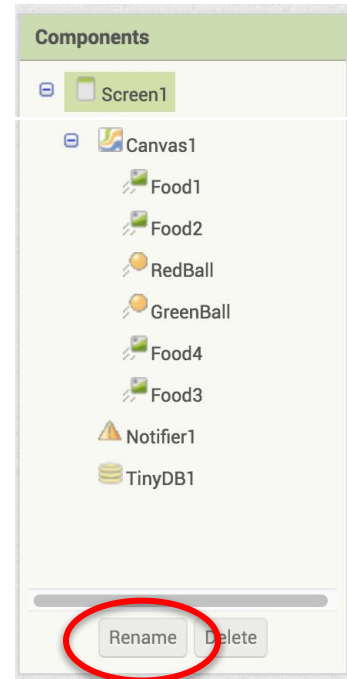 Components
Screen1
Canvas1
Food1
Food2
RedBall
GreenBall
Food4
Food3
Notifier1
TinyDB1
Rename Delete